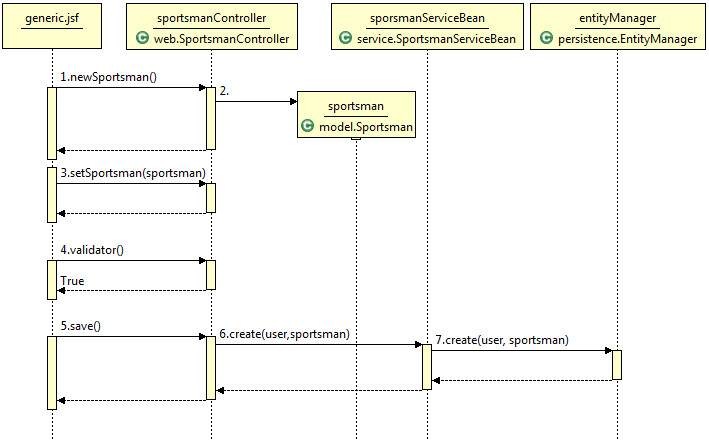 generic.jsf
sportsmanController
C web.SportsmanController
sporsmanServiceBean
C service.SportsmanServiceBean
entityManager
C persistence.EntityManager
1.newSportsman()
2.
sportsman
C model.Sportsman
3.setSportsman(sportsman)
4.validator()
True
5.save()
6.create(user,sportsman)
7.create(user, sportsman)